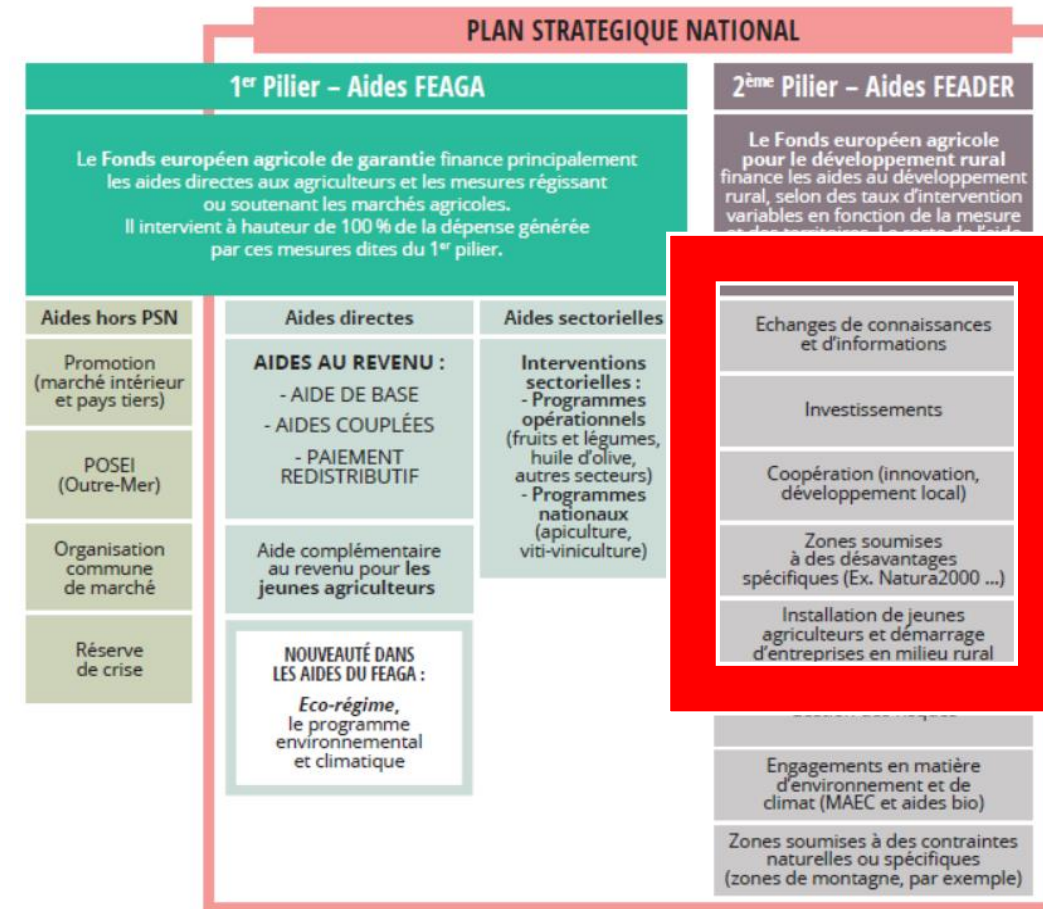 PLAN STRATEGIQUE NATIONAL
1er Pilier – Aides FEAGA
Le Fonds européen agricole de garantie finance principalement
les aides directes aux agriculteurs et les mesures régissant
ou soutenant les marchés agricoles.
Il intervient à hauteur de 100 % de la dépense générée
par ces mesures dites du 1er pilier.
2ème Pilier – Aides FEADER
Le Fonds européen agricole
pour le développement rural
finance les aides au développement
rural, selon des taux d'intervention
variables en fonction de la mesure
et des territoires. Le reste de l'aide
Aides hors PSN
Promotion
(marché intérieur
et pays tiers)
POSEI
(Outre-Mer)
Organisation
commune
de marché
Réserve
de crise
Aides directes
AIDES AU REVENU :
- AIDE DE BASE
- AIDES COUPLÉES
- PAIEMENT
REDISTRIBUTIF
Aide complémentaire
au revenu pour les
jeunes agriculteurs
NOUVEAUTÉ DANS
LES AIDES DU FEAGA :
Eco-régime,
le programme
environnemental
et climatique
Aides sectorielles
Interventions
sectorielles :
- Programmes
opérationnels
(fruits et légumes,
huile d'olive,
autres secteurs)
- Programmes
nationaux
(apiculture,
viti-viniculture)
Echanges de connaissances
et d'informations
Investissements
Coopération (innovation,
développement local)
Zones soumises
à des désavantages
spécifiques (Ex. Natura2000 ...)
Installation de jeunes
agriculteurs et démarrage
d'entreprises en milieu rural
Engagements en matière
d'environnement et de
climat (MAEC et aides bio)
Zones soumises à des contraintes
naturelles ou spécifiques
(zones de montagne, par exemple)